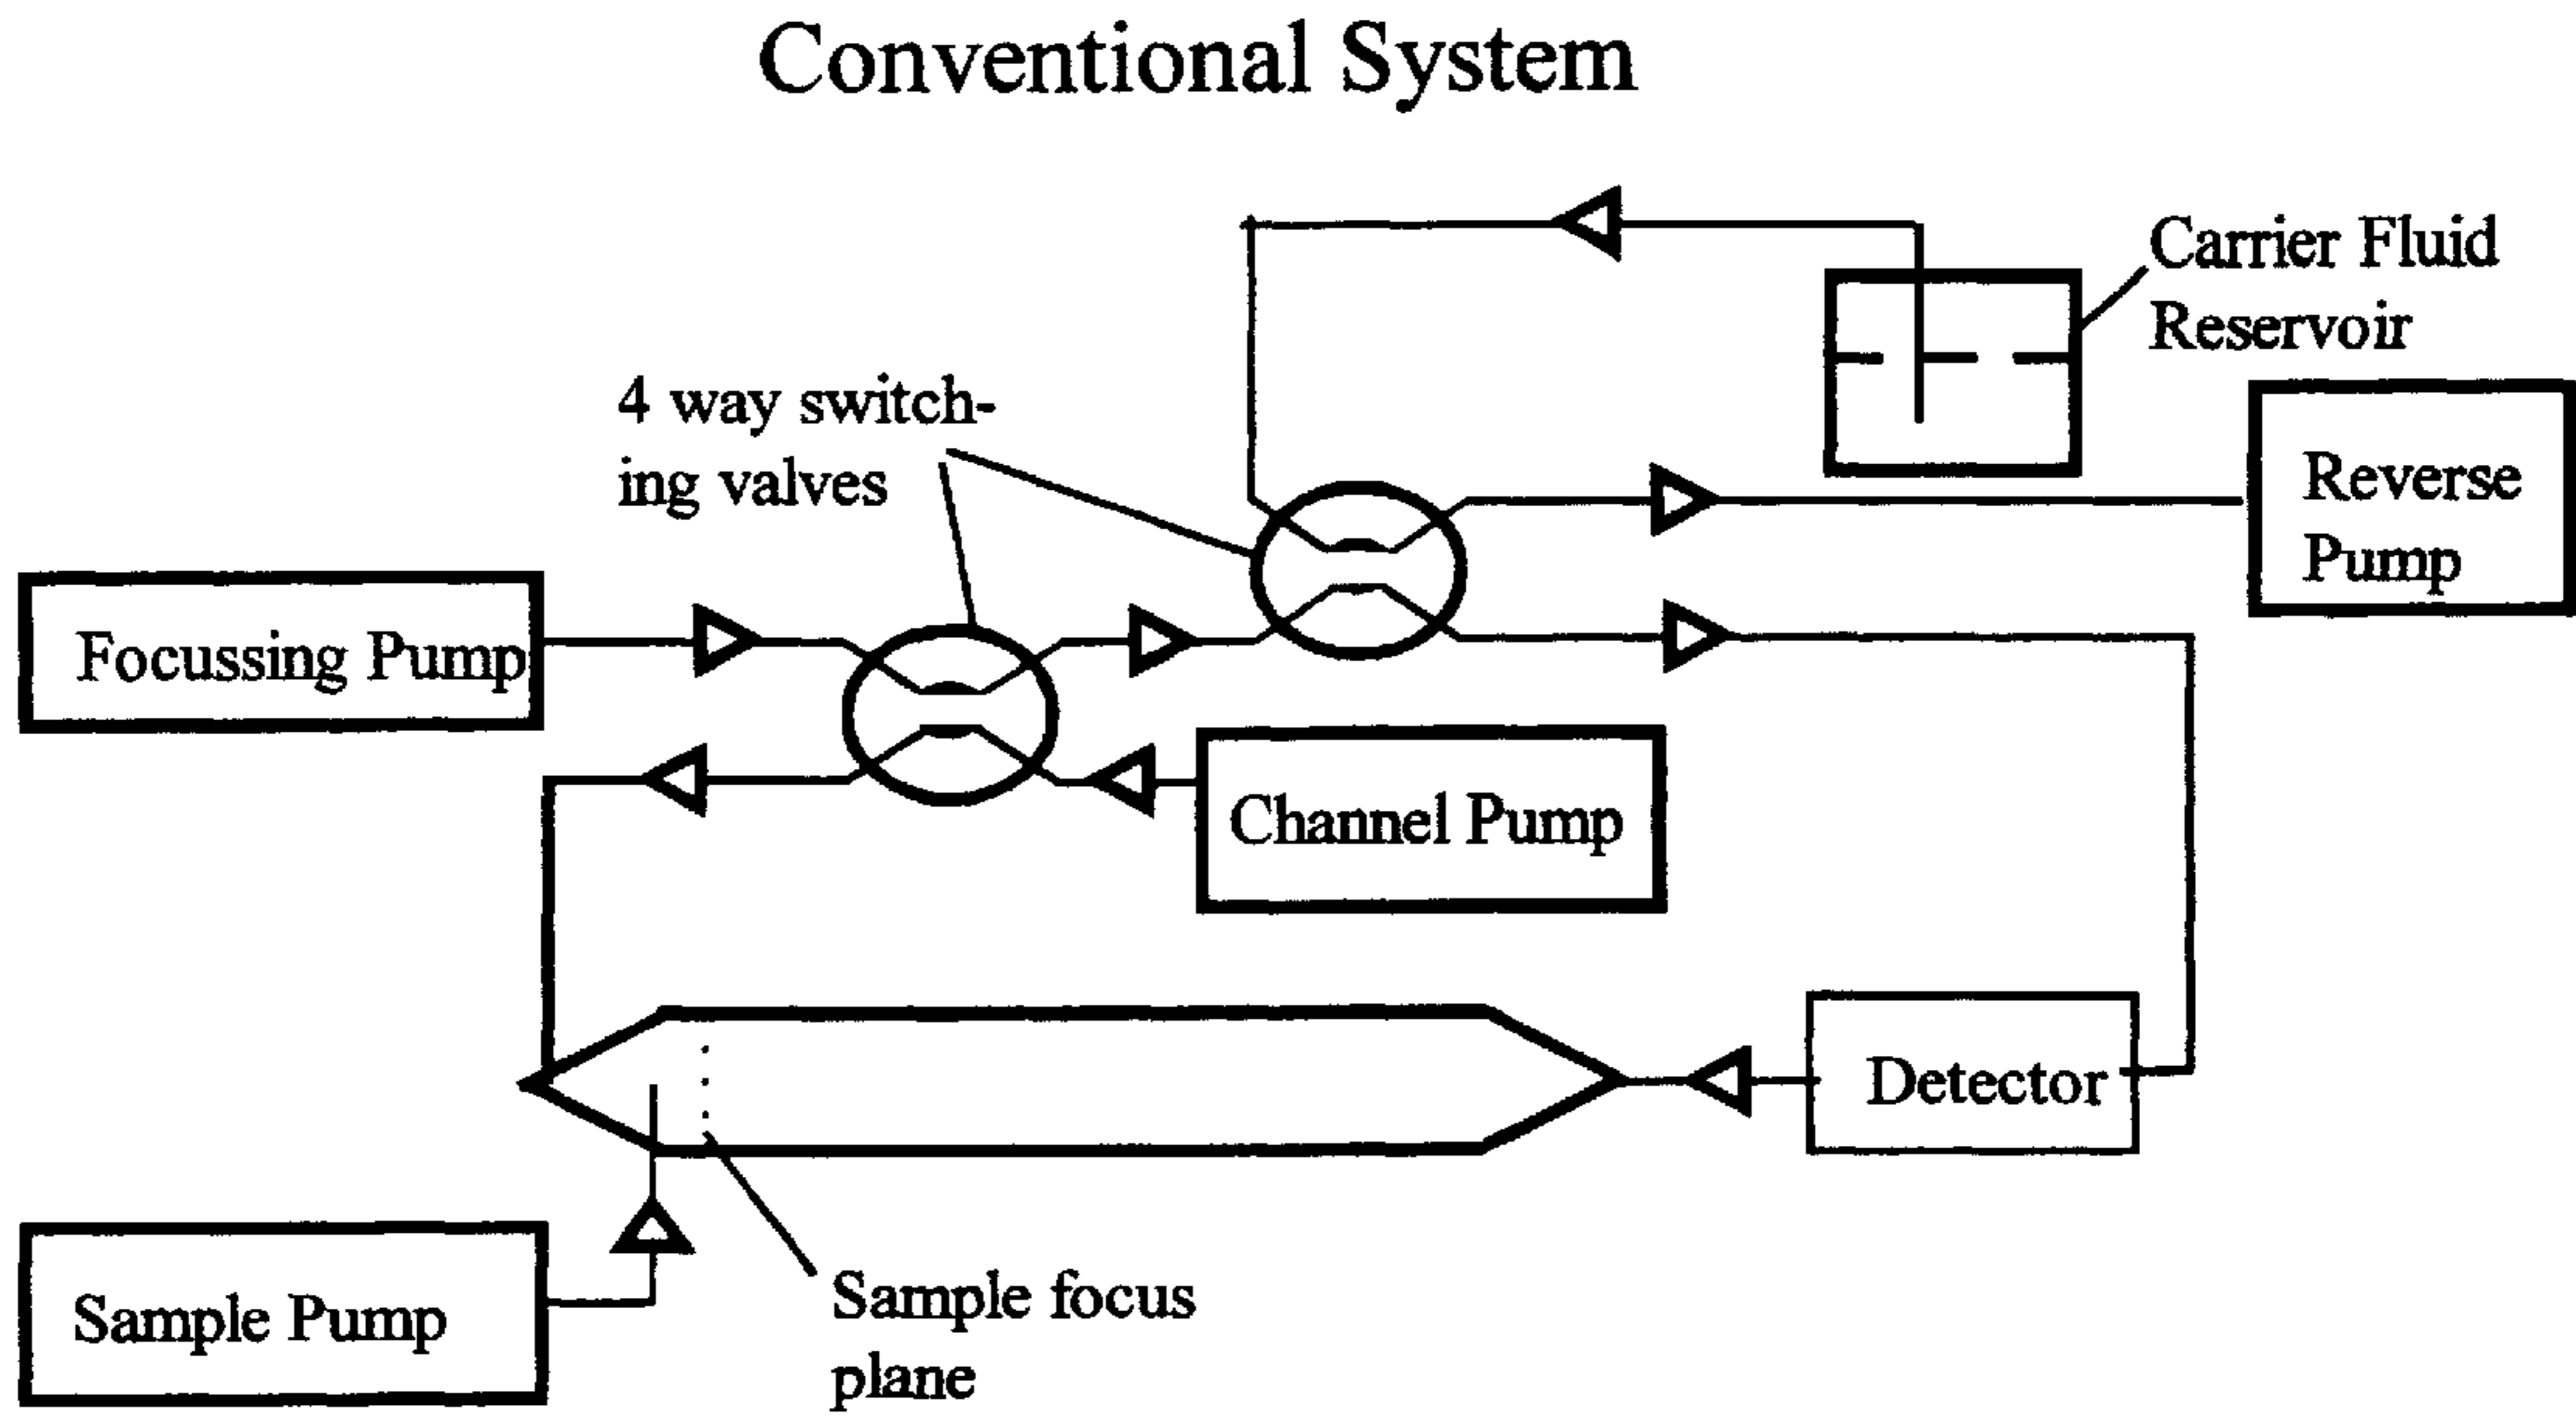 Conventional System
Carrier Fluid
Reservoir
4 way switch-
ing valves
Reverse
Pump
Focussing Pump
Channel Pump
Detector
Sample Pump
Sample focus
plane